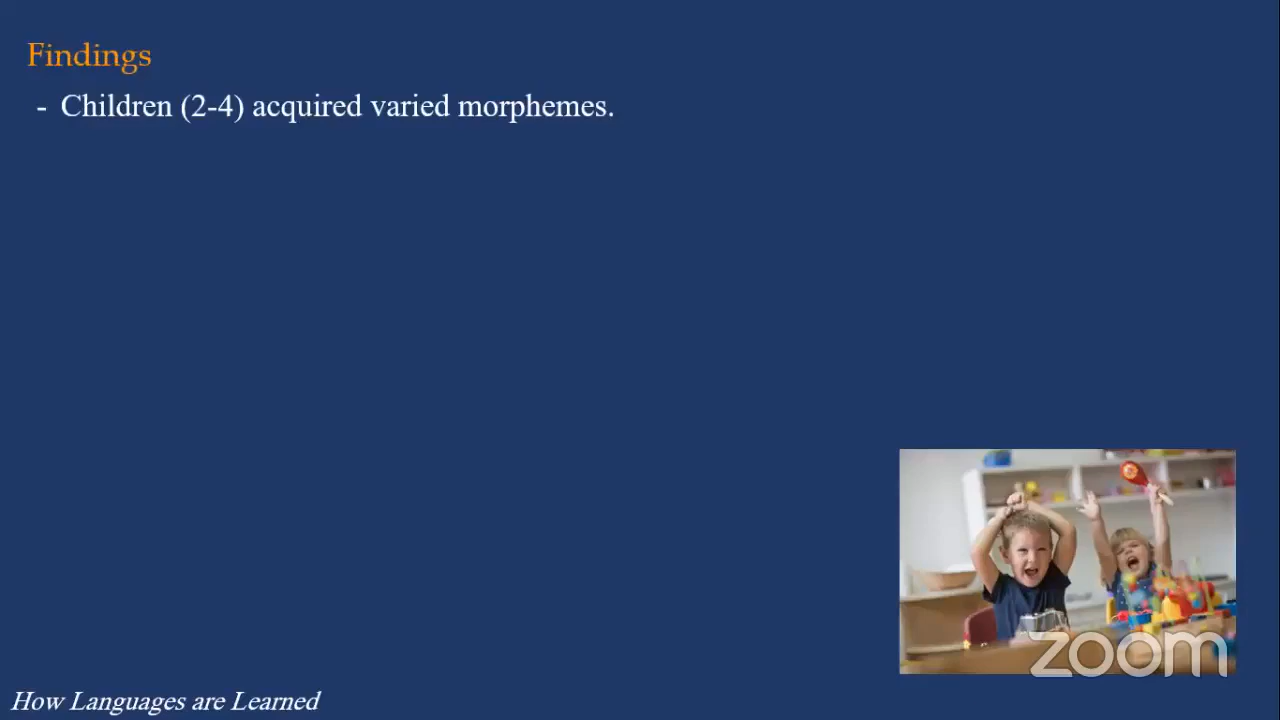 Findings
- Children (2-4) acquired varied morphemes.
zoom
How Languages are Learned